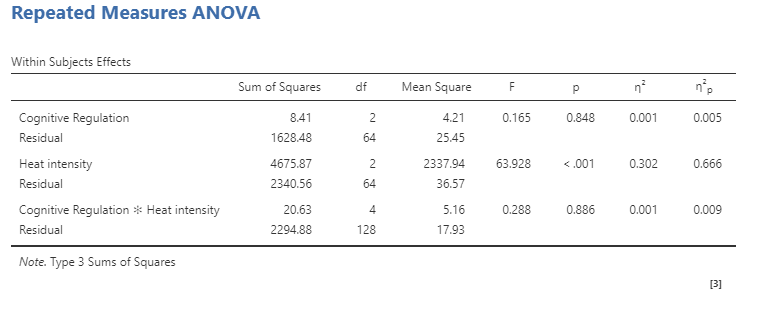 Repeated Measures ANOVA
Within Subjects Effects
Sum of Squares df Mean Square F p η² η²p
Cognitive Regulation 8.41 2 4.21 0.165 0.848 0.001 0.005
Residual 1628.48 64 25.45
Heat intensity 4675.87 2 2337.94 63.928 < .001 0.302 0.666
Residual 2340.56 64 36.57
Cognitive Regulation ✻ Heat intensity 20.63 4 5.16 0.288 0.886 0.001 0.009
Residual 2294.88 128 17.93
Note. Type 3 Sums of Squares
[3]